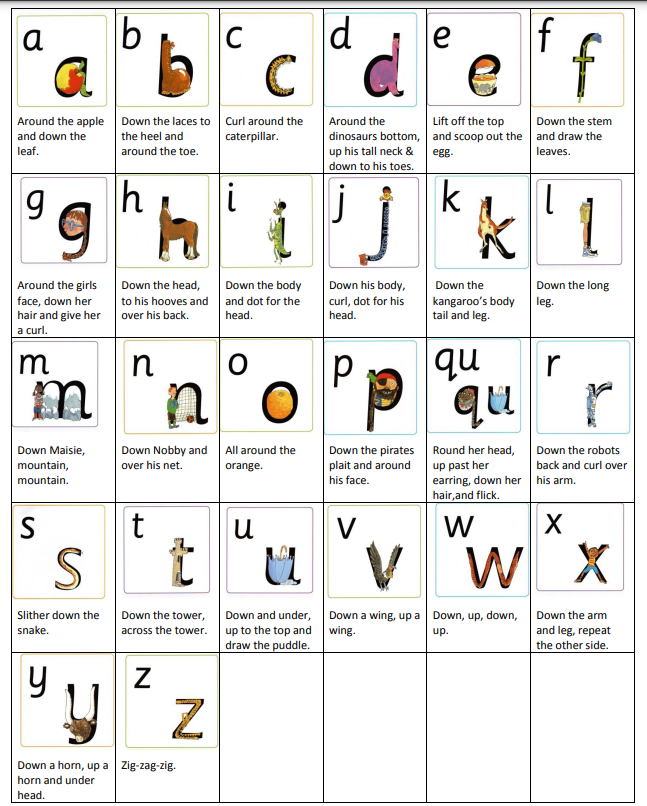 a
Around the apple
and down the
leaf.
b
Down the laces to
the heel and
around the toe.
c
Curl around the
caterpillar.
d
Around the
dinosaurs bottom,
up his tall neck &
down to his toes.
e
Lift off the top
and scoop out the
egg.
f
Down the stem
and draw the
leaves.
g
Around the girls
face, down her
hair and give her
a curl.
h
Down the head,
to his hooves and
over his back.
i
Down the body
and dot for the
head.
j
Down his body,
curl, dot for his
head.
k
Down the
kangaroo's body
tail and leg.
l
Down the long
leg.
m
Down Maisie,
mountain,
mountain.
n
Down Nobby and
over his net.
o
All around the
orange.
p
Down the pirates
plait and around
his face.
qu
Round her head,
up past her
earring, down her
hair,and flick.
r
Down the robots
back and curl over
his arm.
s
Slither down the
snake.
t
Down the tower,
across the tower.
u
Down and under,
up to the top and
draw the puddle.
v
Down a wing, up a
wing.
w
Down, up, down,
up.
x
Down the arm
and leg, repeat
the other side.
y
Down a horn, up a
horn and under
head.
z
Zig-zag-zig.